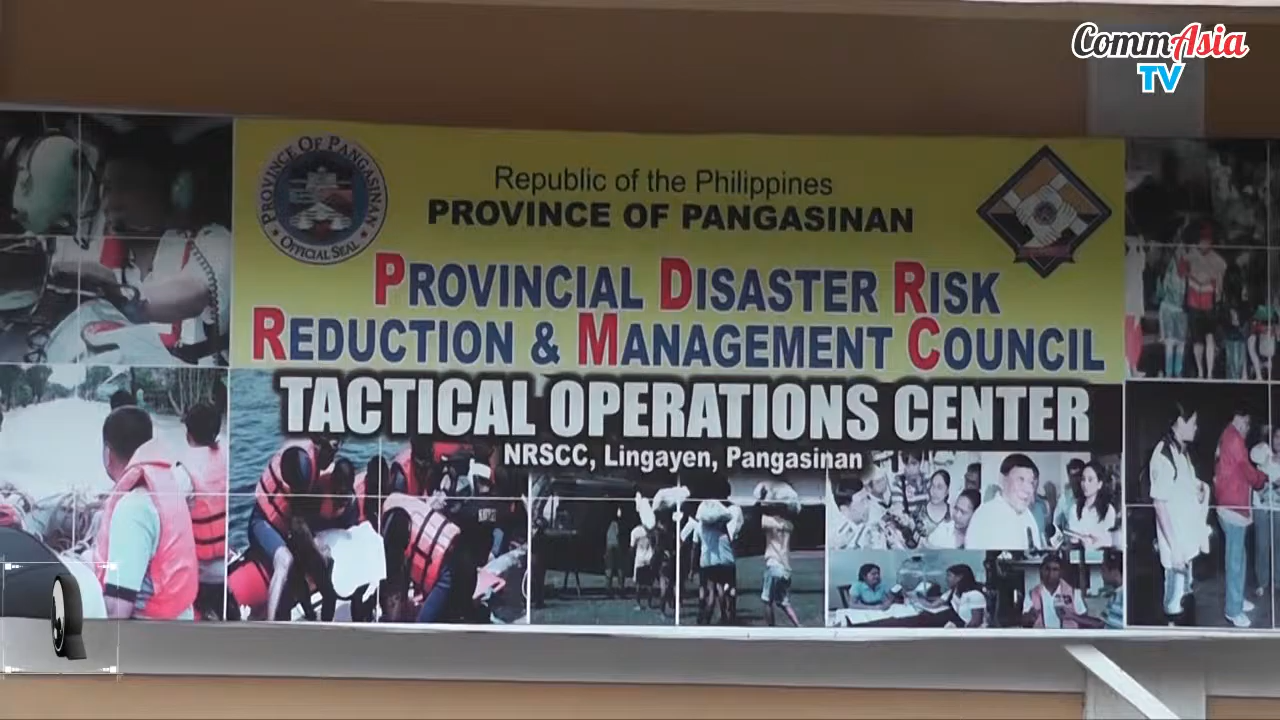 CommAsia
TV
PROVINCE OF PANGASINAN
OFFICIAL SEAL
Republic of the Philippines
PROVINCE OF PANGASINAN
PROVINCIAL DISASTER RISK
REDUCTION & MANAGEMENT COUNCIL
TACTICAL OPERATIONS CENTER
NRSCC, Lingayen, Pangasinan